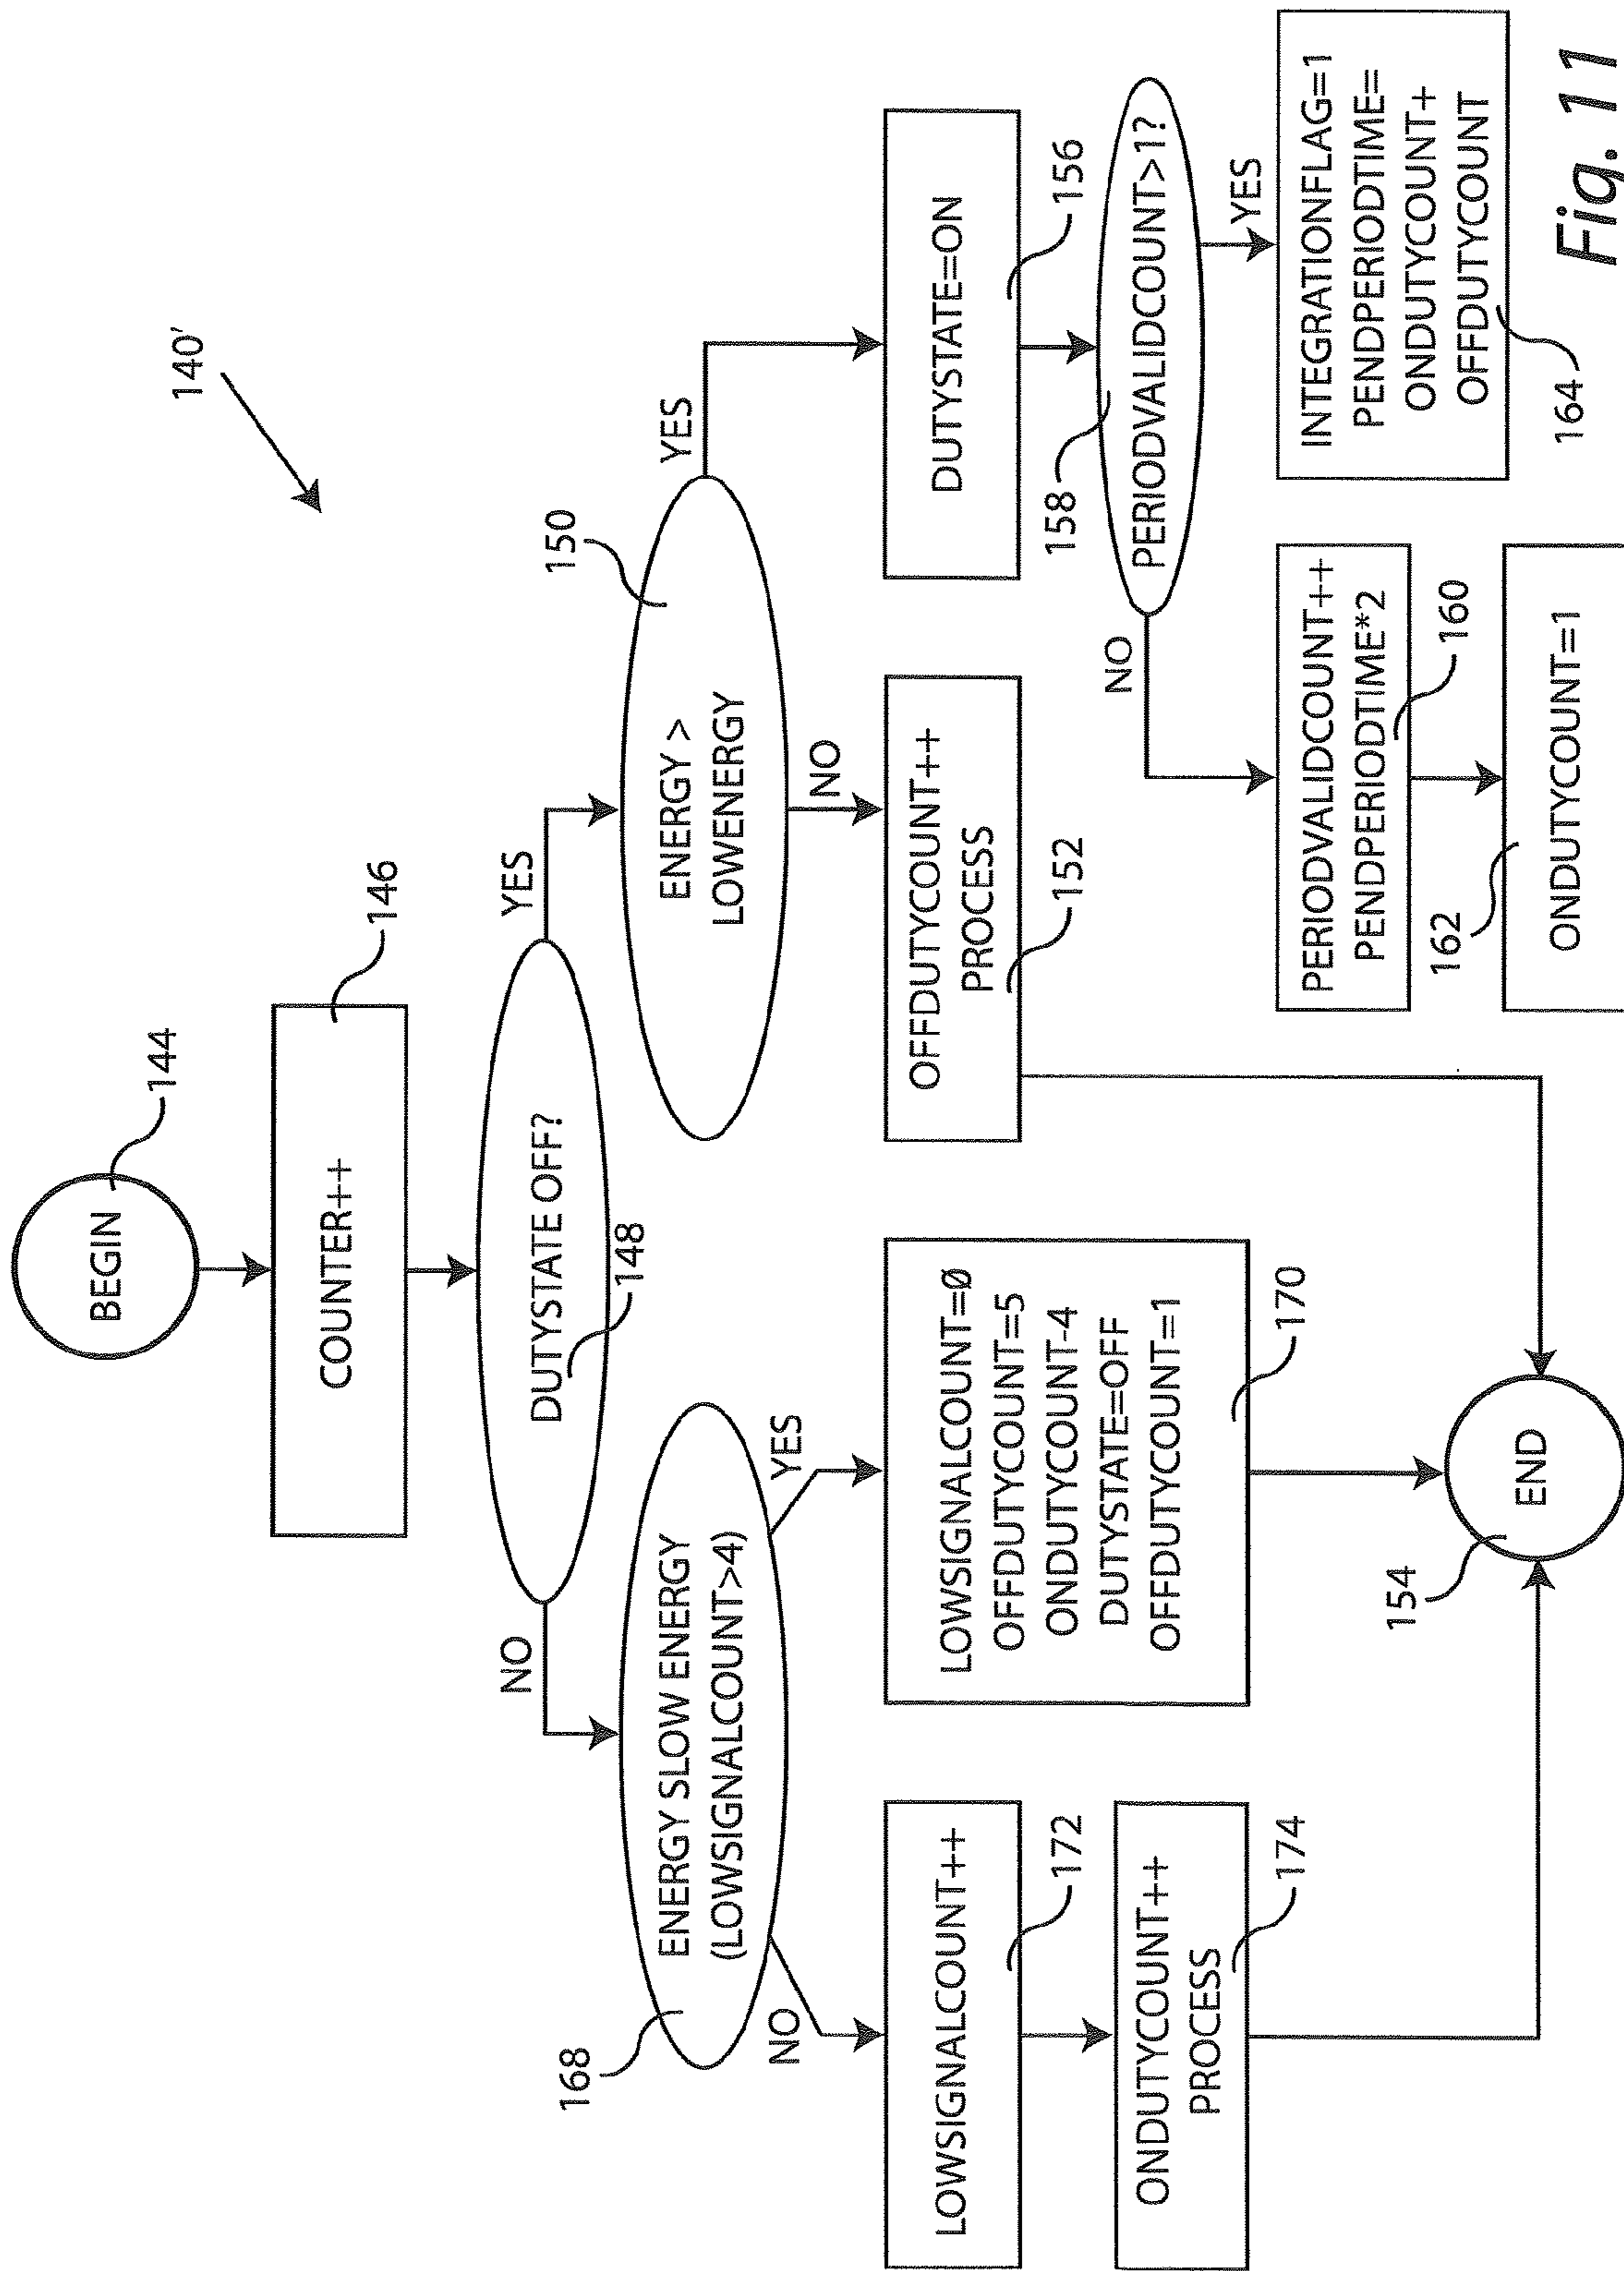 140'
BEGIN
144
COUNTER++
146
DUTYSTATE OFF?
148
NO
YES
ENERGY SLOW ENERGY
(LOWSIGNALCOUNT>4)
168
NO
YES
ENERGY >
LOWENERGY
150
NO
YES
LOWSIGNALCOUNT++
172
ONDUTYCOUNT++
PROCESS
174
LOWSIGNALCOUNT=Ø
OFFDUTYCOUNT=5
ONDUTYCOUNT-4
DUTYSTATE=OFF
OFFDUTYCOUNT=1
170
OFFDUTYCOUNT++
PROCESS
152
DUTYSTATE=ON
156
PERIODVALIDCOUNT>1?
158
NO
YES
PERIODVALIDCOUNT++
PENDPERIODTIME*2
160
162
ONDUTYCOUNT=1
INTEGRATIONFLAG=1
PENDPERIODTIME=
ONDUTYCOUNT+
OFFDUTYCOUNT
164
END
154
Fig. 11